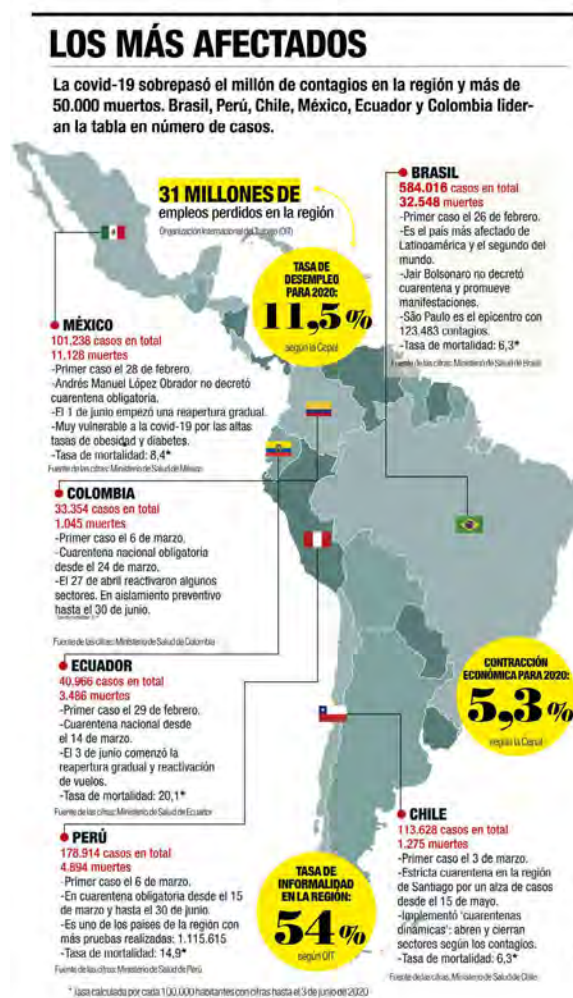 LOS MÁS AFECTADOS
La covid-19 sobrepasó el millón de contagios en la región y más de
50.000 muertos. Brasil, Perú, Chile, México, Ecuador y Colombia lider-
an la tabla en número de casos.
31 MILLONES DE
empleos perdidos en la región
Organización Internacional del Trabajo (OIT)
TASA DE
DESEMPLEO
PARA 2020:
11,5%
según la Cepal
BRASIL
584.016 casos en total
32.548 muertes
-Primer caso el 26 de febrero.
-Es el país más afectado de
Latinoamérica y el segundo del
mundo.
-Jair Bolsonaro no decretó
cuarentena y promueve
manifestaciones.
-São Paulo es el epicentro con
123.483 contagios.
-Tasa de mortalidad: 6,3*
Fuente de las cifras: Ministerio de Salud de Brasil
MÉXICO
101.238 casos en total
11.128 muertes
-Primer caso el 28 de febrero.
-Andrés Manuel López Obrador no decretó
cuarentena obligatoria.
-El 1 de junio empezó una reapertura gradual.
-Muy vulnerable a la covid-19 por las altas
tasas de obesidad y diabetes.
-Tasa de mortalidad: 8,4*
Fuente de las cifras: Ministerio de Salud de México
COLOMBIA
33.354 casos en total
1.045 muertes
-Primer caso el 6 de marzo.
-Cuarentena nacional obligatoria
desde el 24 de marzo.
-El 27 de abril reactivaron algunos
sectores. En aislamiento preventivo
hasta el 30 de junio.
Fuente de las cifras: Ministerio de Salud de Colombia
ECUADOR
40.966 casos en total
3.486 muertes
-Primer caso el 29 de febrero.
-Cuarentena nacional desde
el 14 de marzo.
-El 3 de junio comenzó la
reapertura gradual y reactivación
de vuelos.
-Tasa de mortalidad: 20,1*
Fuente de las cifras: Ministerio de Salud de Ecuador
PERÚ
178.914 casos en total
4.894 muertes
-Primer caso el 6 de marzo.
-En cuarentena obligatoria desde el 15
de marzo y hasta el 30 de junio.
-Es uno de los países de la región con
más pruebas realizadas: 1.115.615
-Tasa de mortalidad: 14,9*
Fuente de las cifras: Ministerio de Salud de Perú
CONTRACCIÓN
ECONÓMICA PARA 2020:
5,3%
según la Cepal
TASA DE
INFORMALIDAD
EN LA REGIÓN:
54%
según OIT
CHILE
113.628 casos en total
1.275 muertes
-Primer caso el 3 de marzo.
-Estricta cuarentena en la región
de Santiago por un alza de casos
desde el 15 de mayo.
-Implementó 'cuarentenas
dinámicas': abren y cierran
sectores según los contagios.
-Tasa de mortalidad: 6,3*
Fuente de las cifras, Ministerio de Salud de Chile
* Tasa calculada por cada 100.000 habitantes con cifras hasta el 3 de junio de 2020